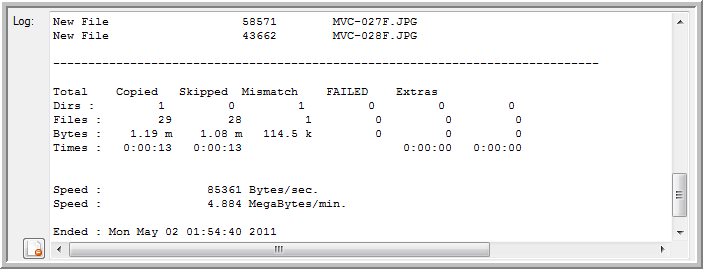 Log:
New File 58571 MVC-027F.JPG
New File 43662 MVC-028F.JPG
------------------------------------------------------------------------------
Total Copied Skipped Mismatch FAILED Extras
Dirs : 1 0 1 0 0 0
Files : 29 28 1 0 0 0
Bytes : 1.19 m 1.08 m 114.5 k 0 0 0
Times : 0:00:13 0:00:13 0:00:00 0:00:00
Speed : 85361 Bytes/sec.
Speed : 4.884 MegaBytes/min.
Ended : Mon May 02 01:54:40 2011